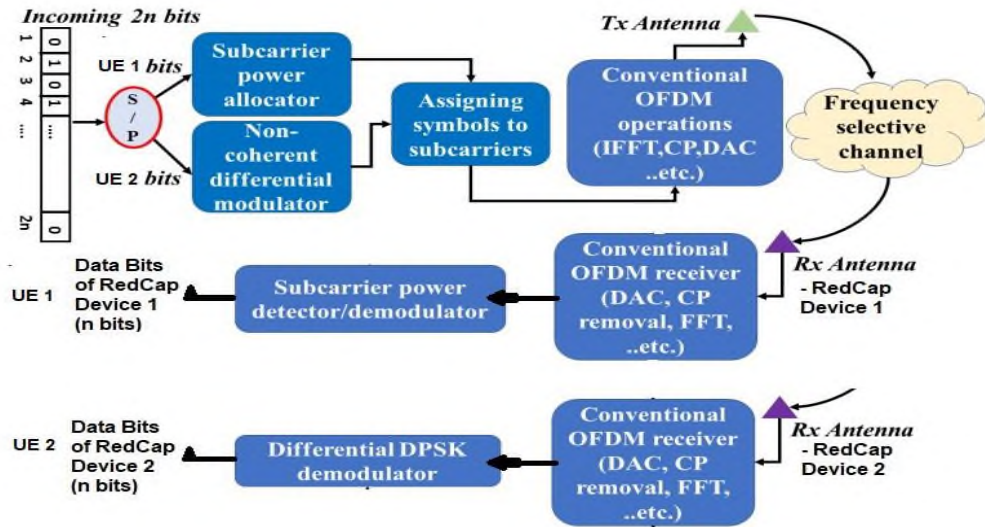 Incoming 2n bits
1
2
3
4
....
2n
0
1
0
1
....
0
S
/
P
UE 1 bits
UE 2 bits
Subcarrier
power
allocator
Non-
coherent
differential
modulator
Assigning
symbols to
subcarriers
Conventional
OFDM
operations
(IFFT,CP,DAC
..etc.)
Tx Antenna
Frequency
selective
channel
UE 1
Data Bits
of RedCap
Device 1
(n bits)
Subcarrier power
detector/demodulator
Conventional
OFDM receiver
(DAC, CP
removal, FFT,
..etc.)
Rx Antenna
- RedCap
Device 1
UE 2
Data Bits
of RedCap
Device 2
(n bits)
Differential DPSK
demodulator
Conventional
OFDM receiver
(DAC, CP
removal, FFT,
..etc.)
Rx Antenna
- RedCap
Device 2